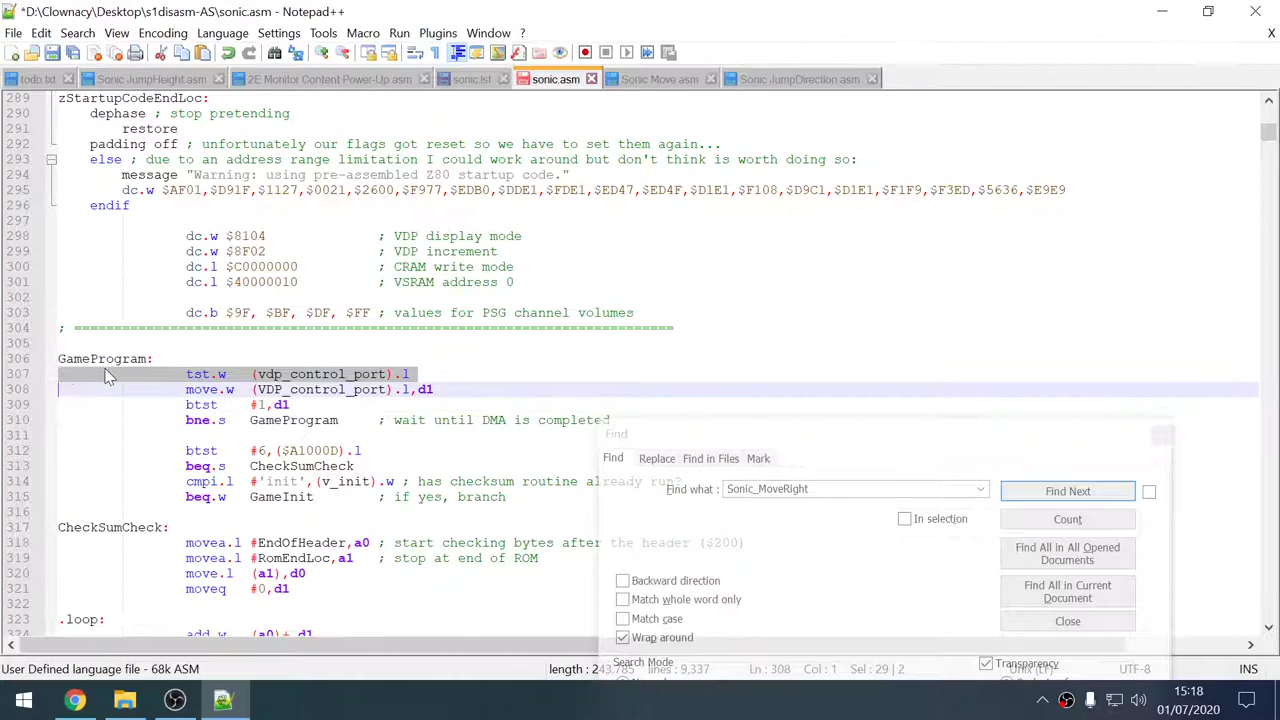 *D:\Clownacy\Desktop\s1disasm-AS\sonic.asm - Notepad++
File Edit Search View Encoding Language Settings Tools Macro Run Plugins Window ?
X
todo.txt Sonic JumpHeight.asm 2E Monitor Content Power-Up.asm sonic.lst sonic.asm Sonic Move.asm Sonic JumpDirection.asm
289 zStartupCodeEndLoc:
290 dephase ; stop pretending
291 restore
292 padding off ; unfortunately our flags got reset so we have to set them again...
293 else ; due to an address range limitation I could work around but don't think is worth doing so:
294 message "Warning: using pre-assembled Z80 startup code."
295 dc.w $AF01,$D91F,$1127,$0021,$2600,$F977,$EDB0,$DDE1,$FDE1,$ED47,$ED4F,$D1E1,$F108,$D9C1,$D1E1,$F1F9,$F3ED,$5636,$E9E9
296 endif
297
298 dc.w $8104 ; VDP display mode
299 dc.w $8F02 ; VDP increment
300 dc.l $C0000000 ; CRAM write mode
301 dc.l $40000010 ; VSRAM address 0
302
303 dc.b $9F, $BF, $DF, $FF ; values for PSG channel volumes
304 ; ===========================================================================
305
306 GameProgram:
307 tst.w (vdp_control_port).l
308 move.w (VDP_control_port).l,d1
309 btst #1,d1
310 bne.s GameProgram ; wait until DMA is completed
311
312 btst #6,($A1000D).l
313 beq.s CheckSumCheck
314 cmpi.l #'init',(v_init).w ; has checksum routine already run?
315 beq.w GameInit ; if yes, branch
316
317 CheckSumCheck:
318 movea.l #EndOfHeader,a0 ; start checking bytes after the header ($200)
319 movea.l #RomEndLoc,a1 ; stop at end of ROM
320 move.l (a1),d0
321 moveq #0,d1
322
323 .loop:
324 add.w (a0)+,d1
Find
Find Replace Find in Files Mark
Find what : Sonic_MoveRight
Find Next
In selection
Count
Find All in All Opened Documents
Find All in Current Document
Close
Backward direction
Match whole word only
Match case
Wrap around
Search Mode
Transparency
User Defined language file - 68k ASM length : 243,785 lines : 9,337 Ln : 308 Col : 1 Sel : 29 | 2 UTF-8 INS
15:18
01/07/2020